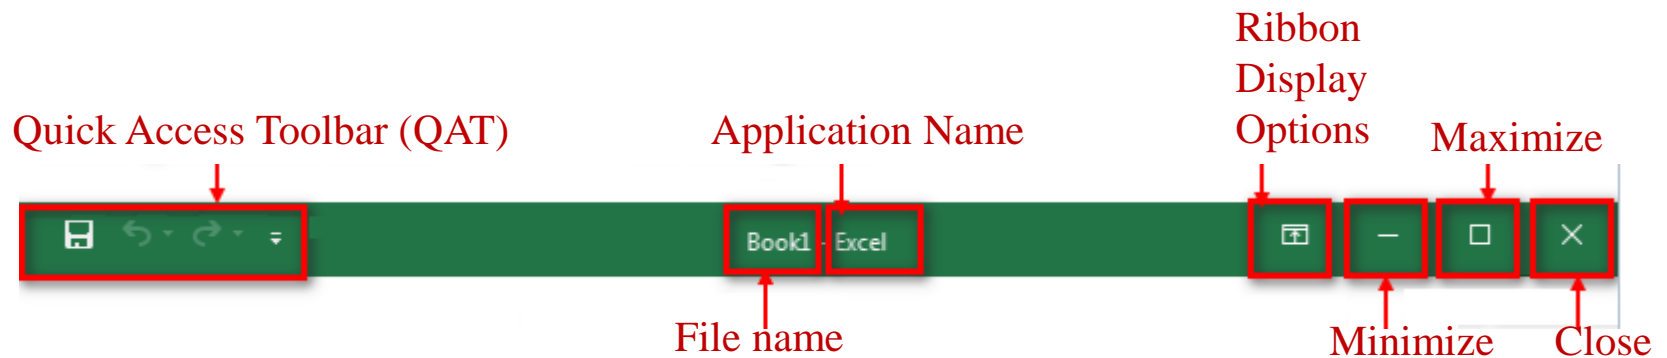 Ribbon
Display
Options
Quick Access Toolbar (QAT)
Application Name
Maximize
Book1 - Excel
File name
Minimize
Close